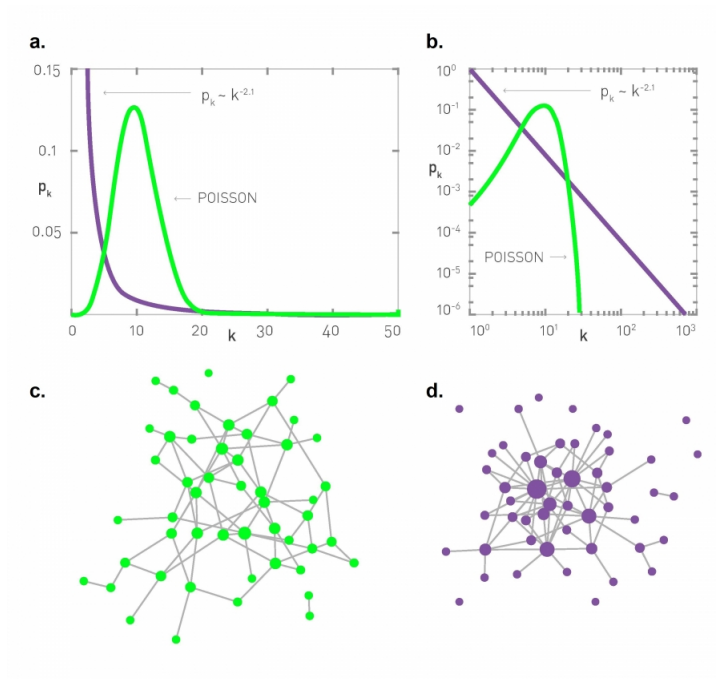 a.
0.15
p_k ~ k^-2.1
0.1
p_k
POISSON
0.05
0 10 20 30 40 50
k
b.
10^0
p_k ~ k^-2.1
10^-1
10^-2
p_k
10^-3
10^-4
POISSON
10^-5
10^-6
10^0 10^1 10^2 10^3
k
c.
d.